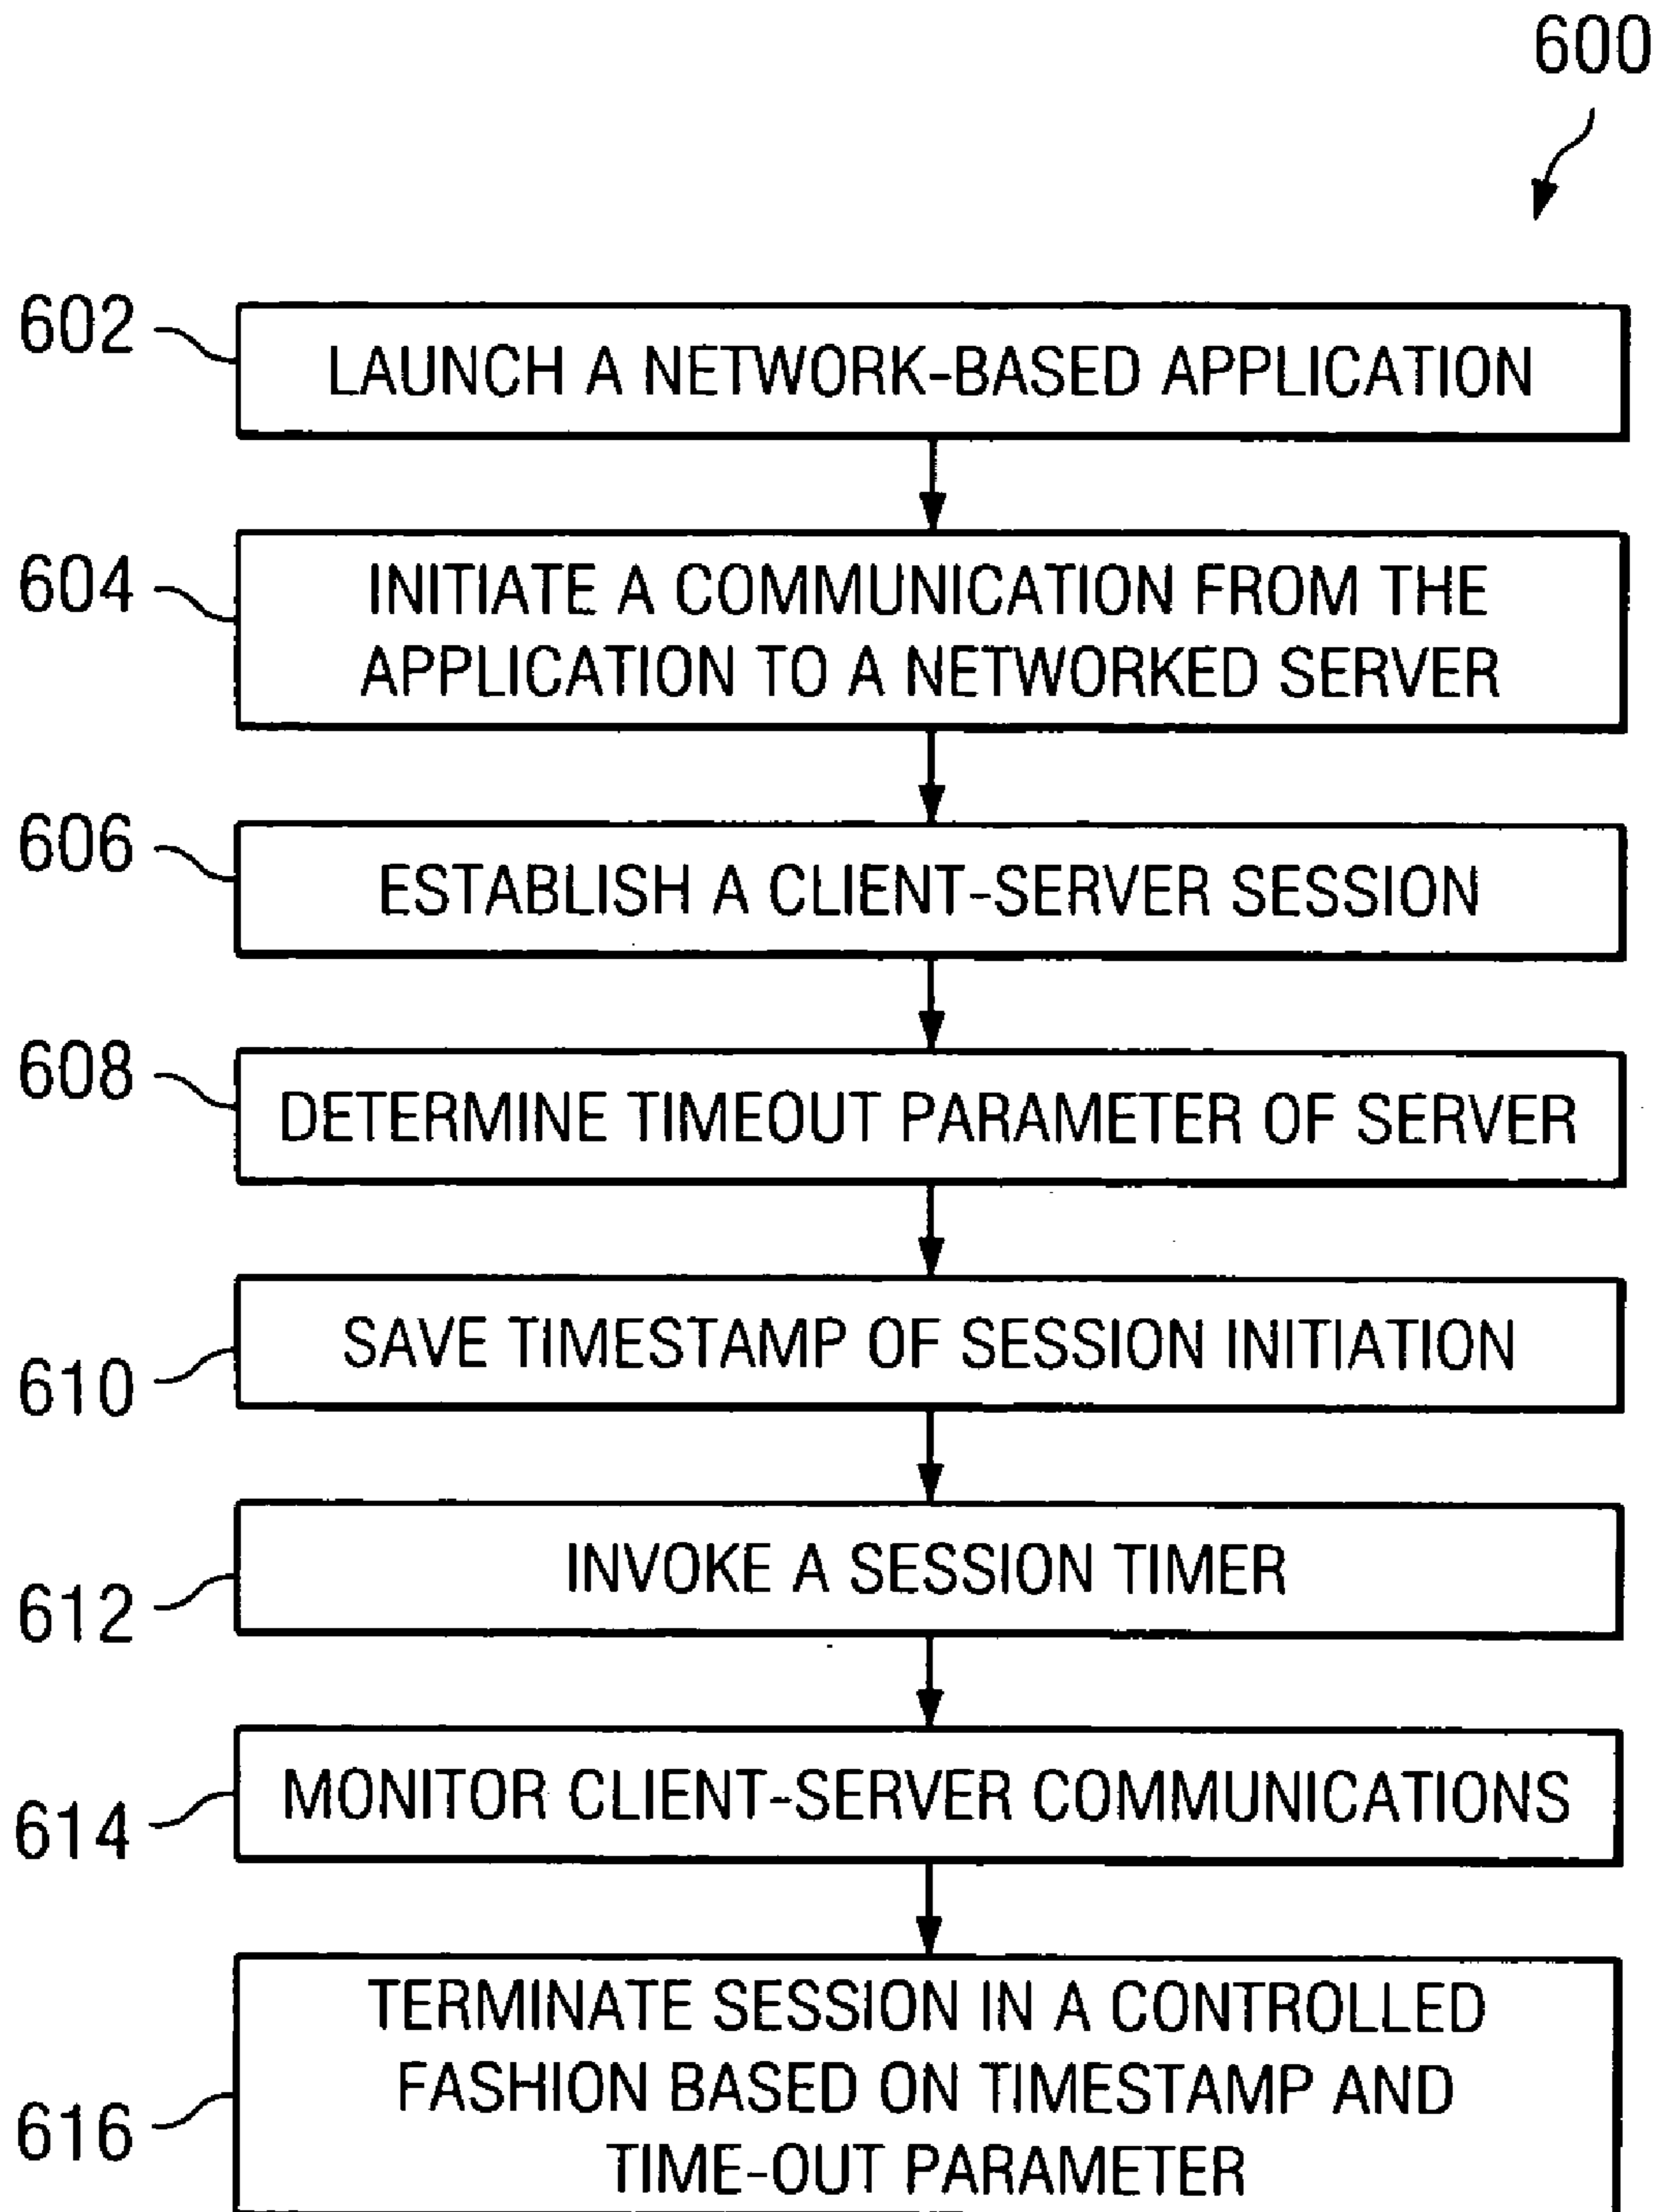 600
602
LAUNCH A NETWORK-BASED APPLICATION
604
INITIATE A COMMUNICATION FROM THE
APPLICATION TO A NETWORKED SERVER
606
ESTABLISH A CLIENT-SERVER SESSION
608
DETERMINE TIMEOUT PARAMETER OF SERVER
610
SAVE TIMESTAMP OF SESSION INITIATION
612
INVOKE A SESSION TIMER
614
MONITOR CLIENT-SERVER COMMUNICATIONS
616
TERMINATE SESSION IN A CONTROLLED
FASHION BASED ON TIMESTAMP AND
TIME-OUT PARAMETER